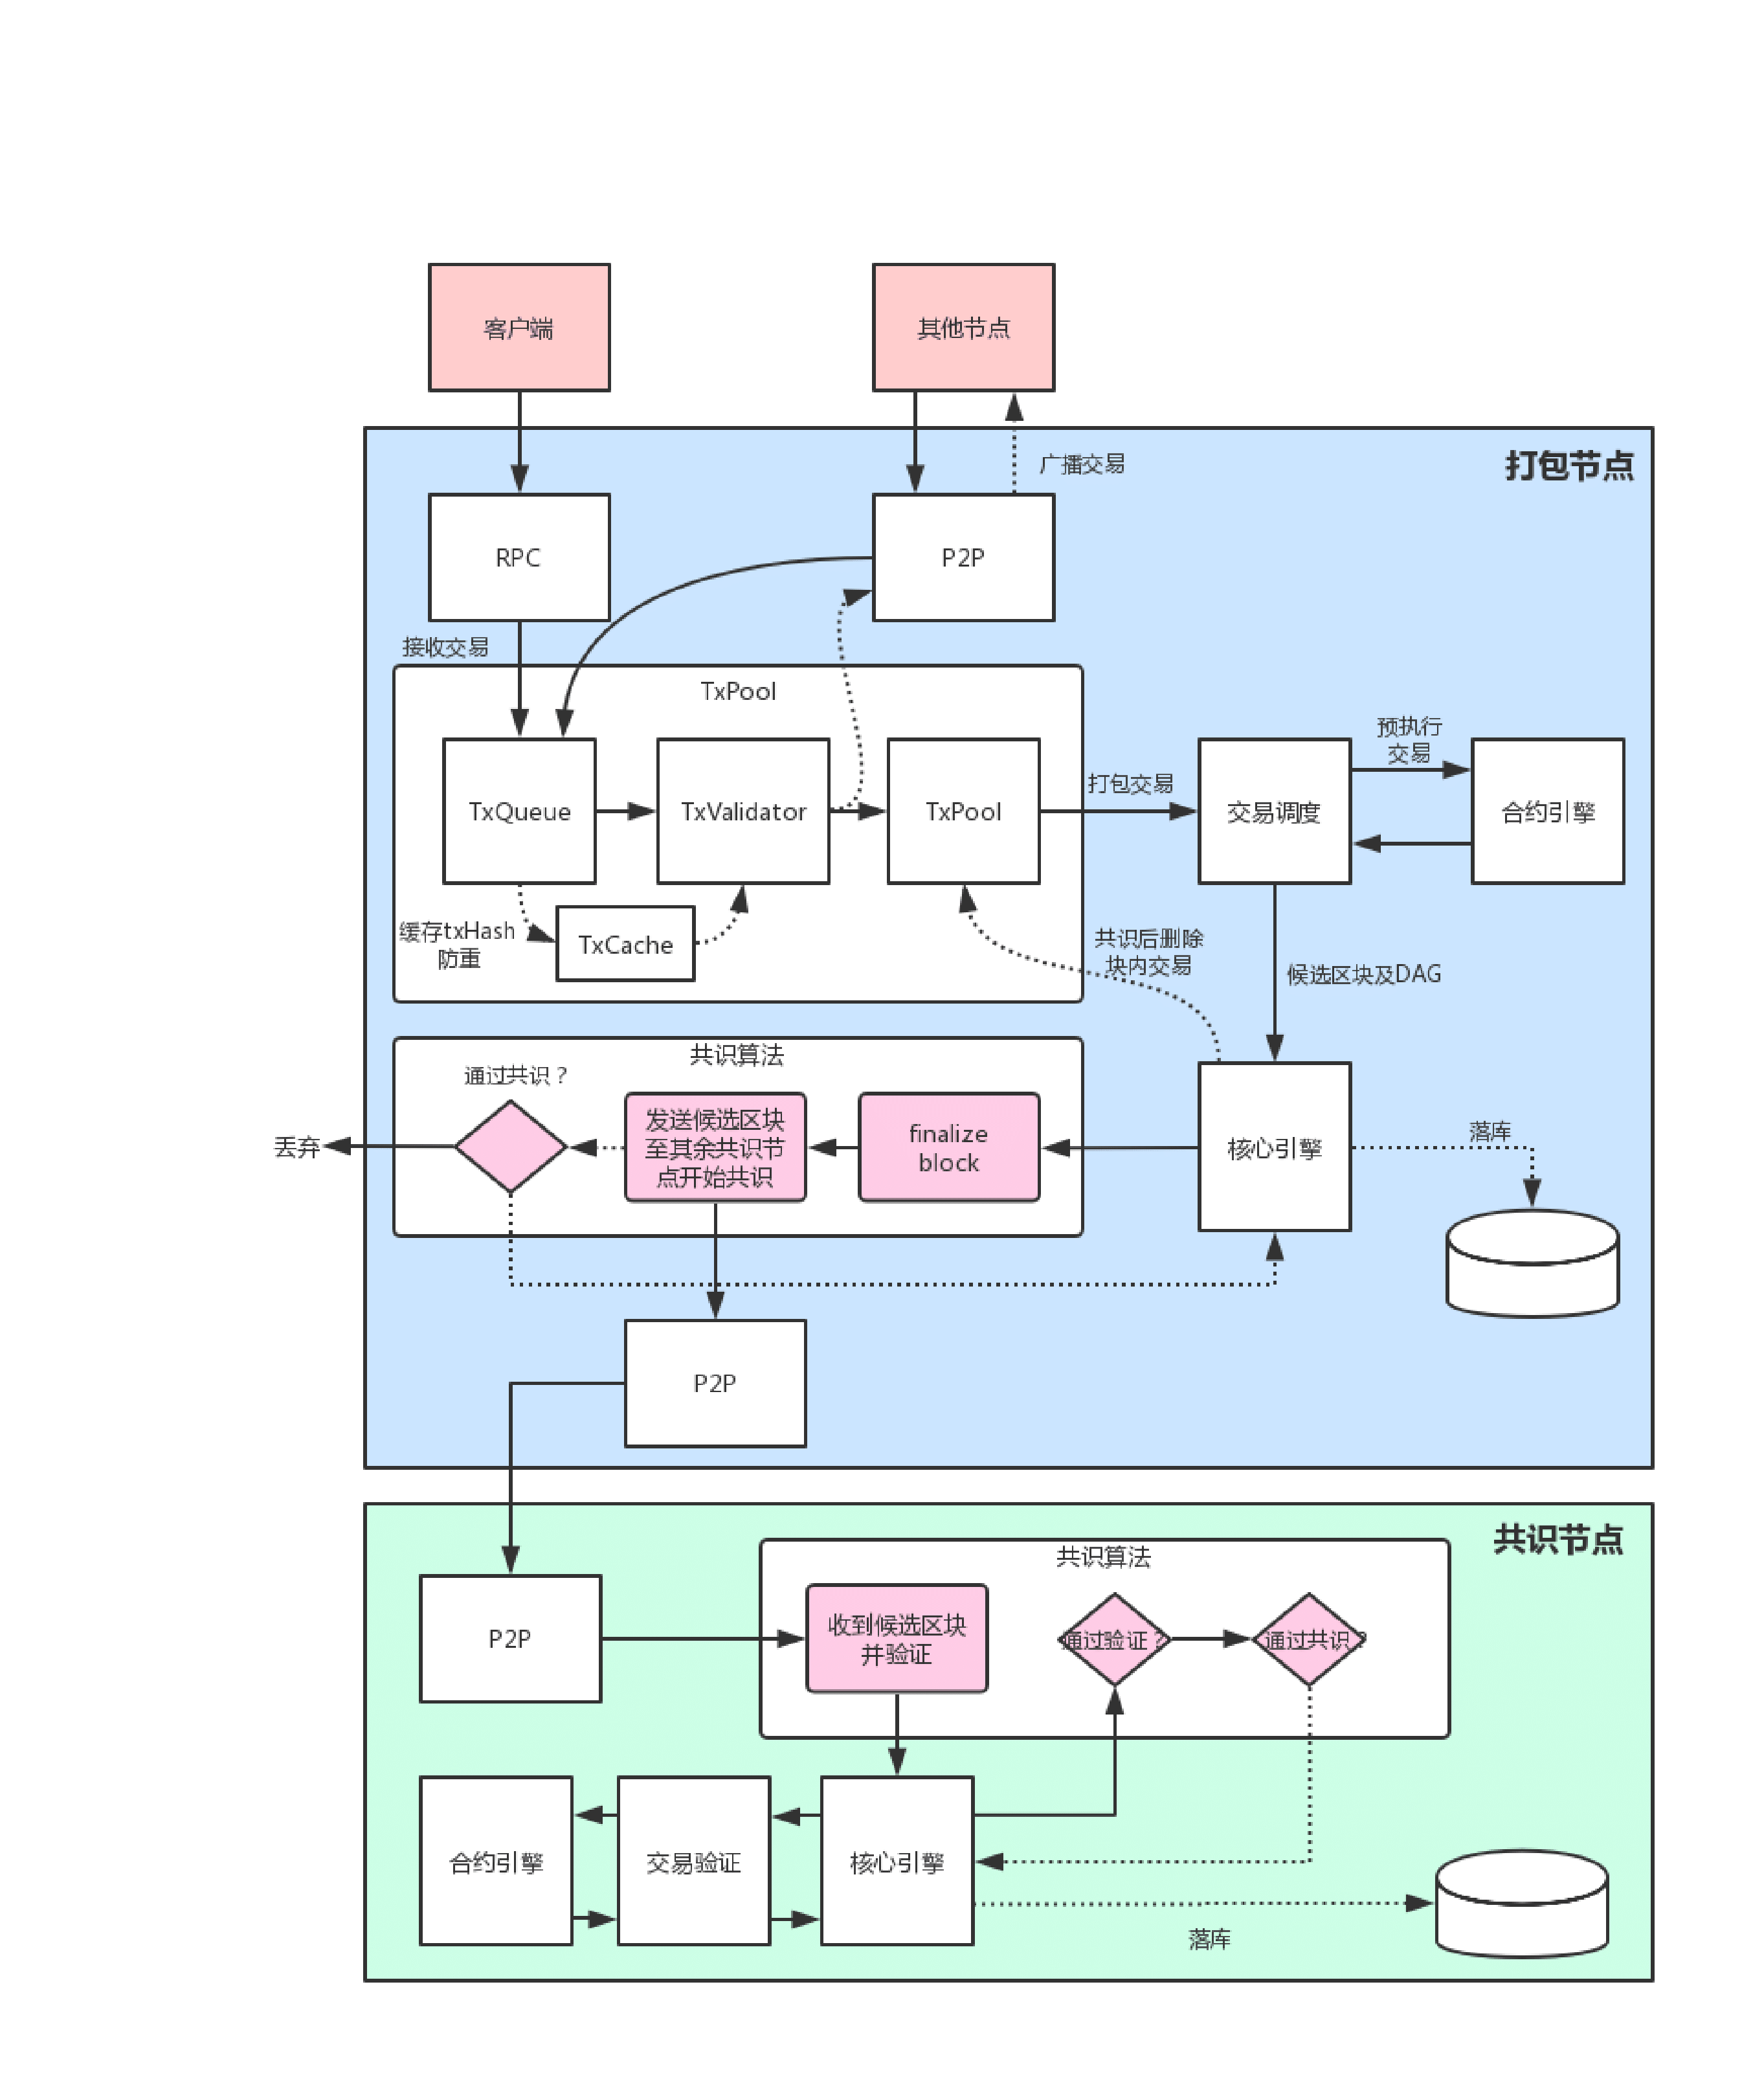 客户端
其他节点
广播交易
打包节点
RPC
P2P
接收交易
TxPool
预执行
交易
TxQueue
TxValidator
TxPool
打包交易
交易调度
合约引擎
缓存txHash
防重
TxCache
共识后删除
块内交易
候选区块及DAG
共识算法
通过共识？
发送候选区块
至其余共识节
点开始共识
finalize
block
丢弃
核心引擎
落库
P2P
共识节点
共识算法
P2P
收到候选区块
并验证
通过验证？
通过共识？
合约引擎
交易验证
核心引擎
落库